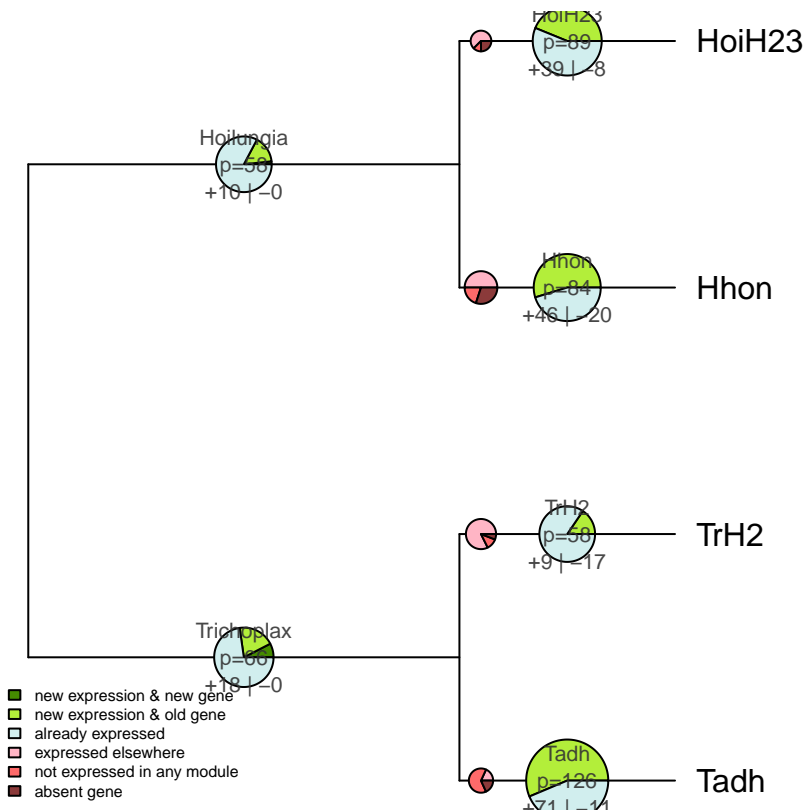 HoiH23
p=89
+39 | −8
HoiH23
Hoilungia
p=58
+10 | −0
Hhon
p=84
+46 | −20
Hhon
TrH2
p=58
+9 | −17
TrH2
Trichoplax
p=66
+18 | −0
new expression & new gene
new expression & old gene
already expressed
expressed elsewhere
not expressed in any module
absent gene
Tadh
p=126
+71 | −11
Tadh